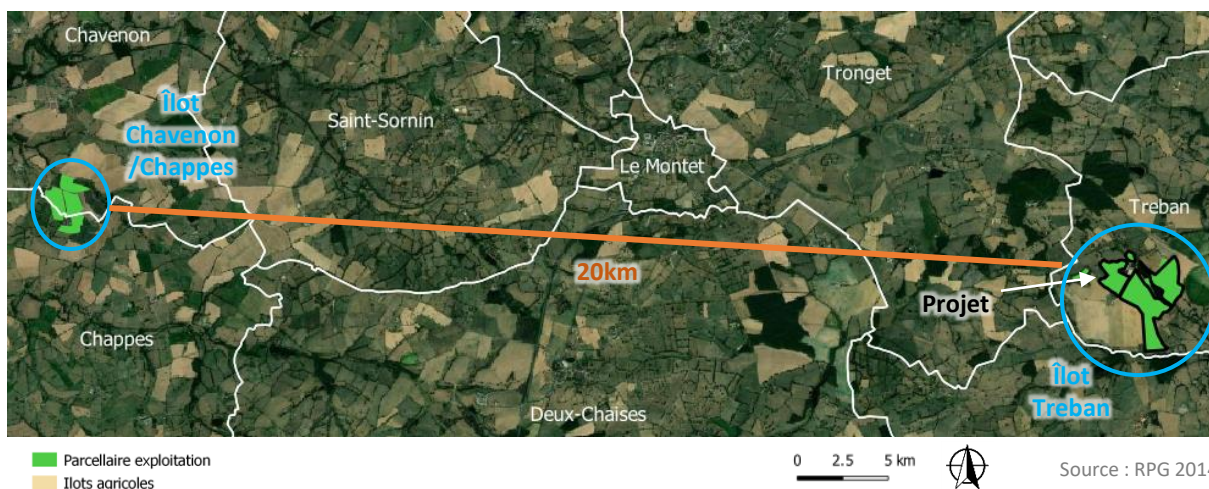 Chavenon
Îlot
Chavenon
/Chappes
Saint-Sornin
Tronget
Le Montet
Treban
20km
Projet
Chappes
Îlot
Treban
Deux-Chaises
Parcellaire exploitation
Ilots agricoles
0 2.5 5 km
Source : RPG 2014